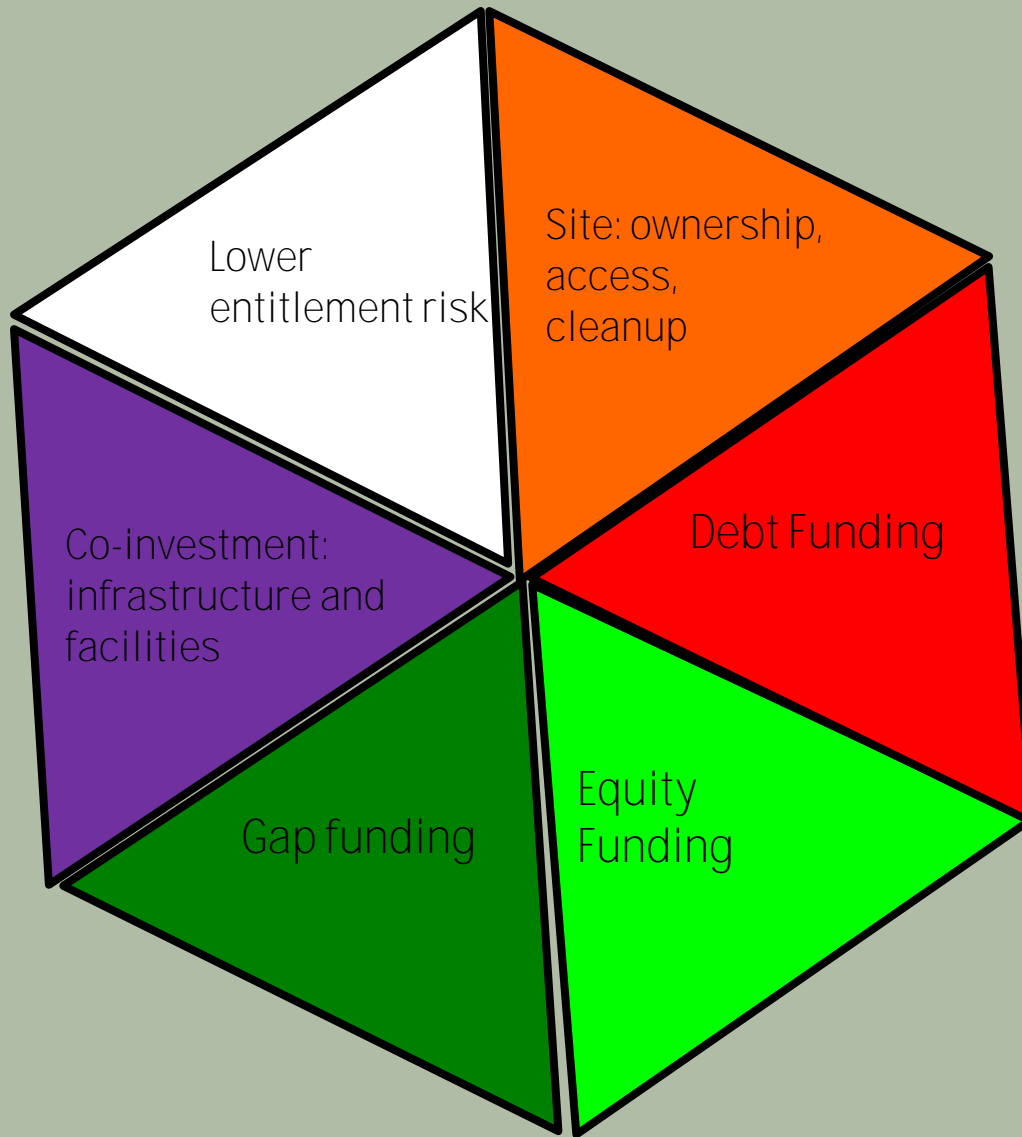 Lower
entitlement risk
Site: ownership,
access,
cleanup
Debt Funding
Co-investment:
infrastructure and
facilities
Equity
Funding
Gap funding